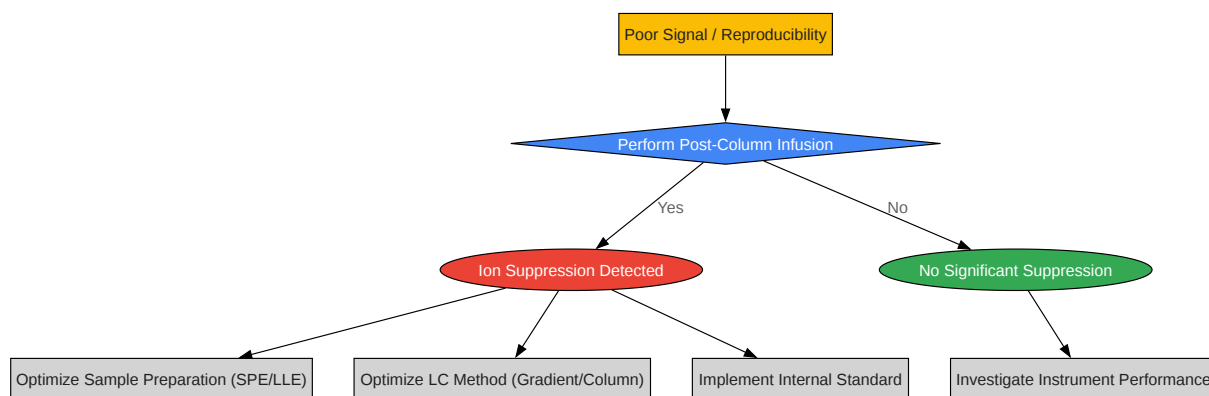 Poor Signal / Reproducibility
Perform Post-Column Infusion
Yes
No
Ion Suppression Detected
No Significant Suppression
Optimize Sample Preparation (SPE/LLE)
Optimize LC Method (Gradient/Column)
Implement Internal Standard
Investigate Instrument Performance